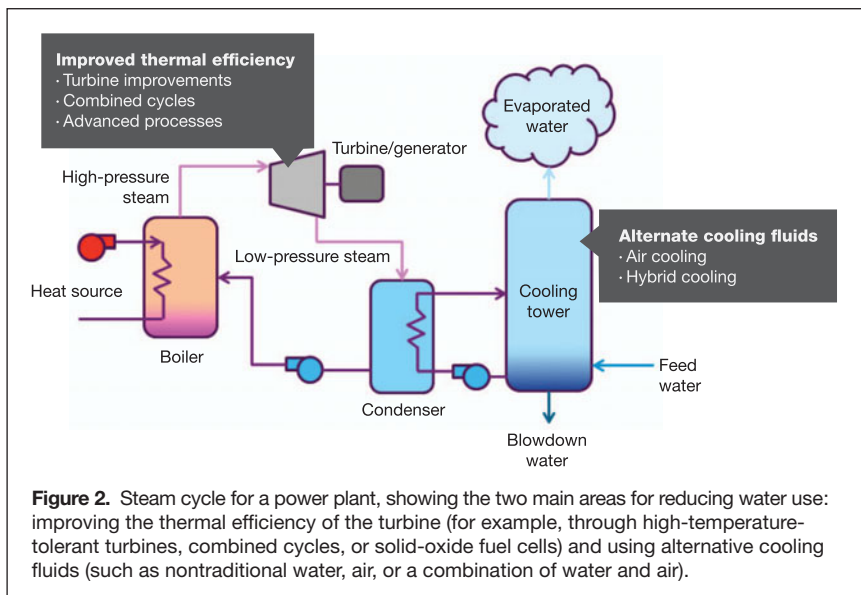 Improved thermal efficiency
· Turbine improvements
· Combined cycles
· Advanced processes
Evaporated
water
Turbine/generator
High-pressure
steam
Alternate cooling fluids
· Air cooling
· Hybrid cooling
Low-pressure steam
Heat source
Cooling
tower
Boiler
Feed
water
Condenser
Blowdown
water
Figure 2. Steam cycle for a power plant, showing the two main areas for reducing water use:
improving the thermal efficiency of the turbine (for example, through high-temperature-
tolerant turbines, combined cycles, or solid-oxide fuel cells) and using alternative cooling
fluids (such as nontraditional water, air, or a combination of water and air).